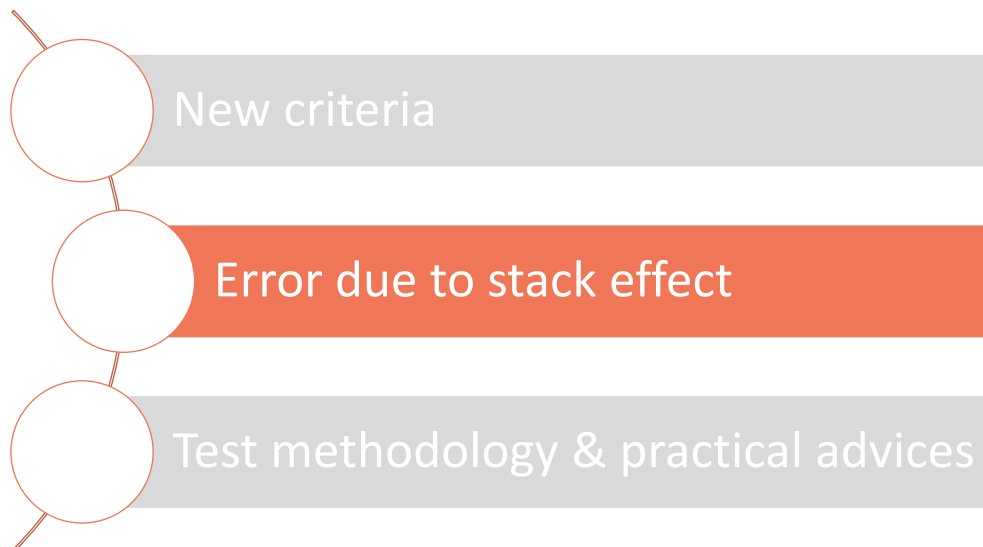 New criteria
Error due to stack effect
Test methodology & practical advices